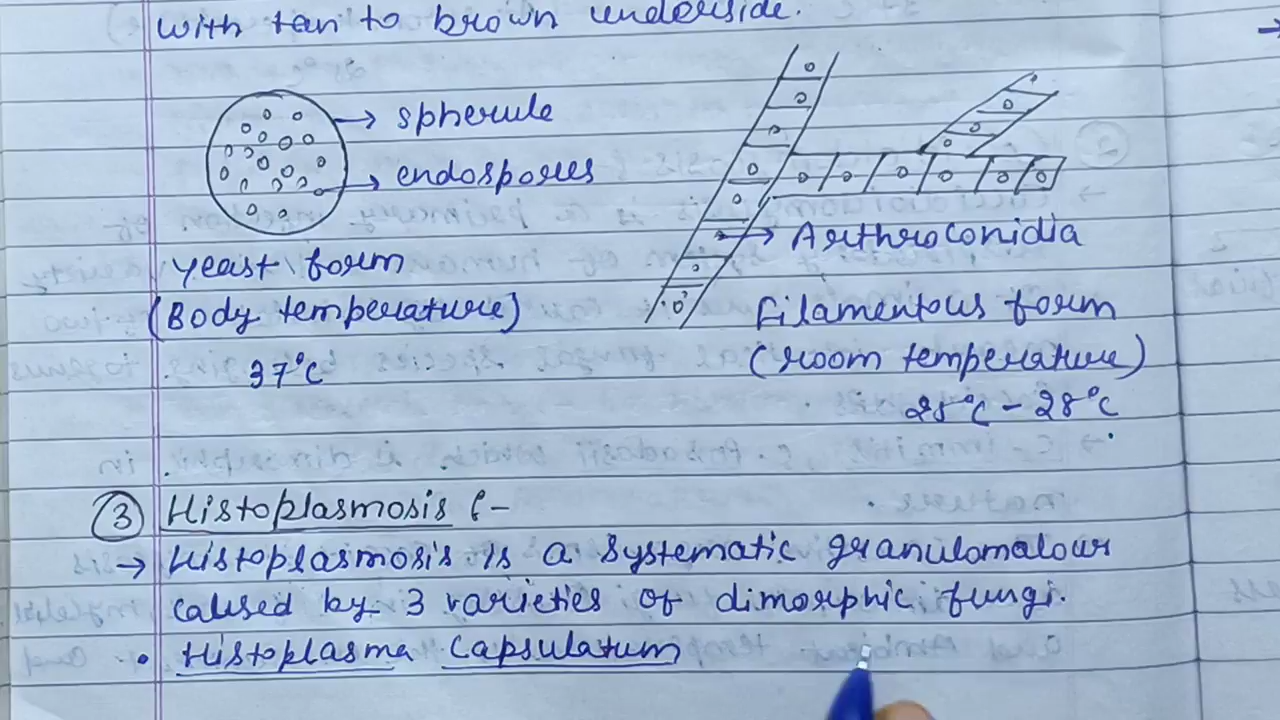 with tan to brown underside.
→ spherule
→ endospores
→ Arthroconidia
Yeast form
(Body temperature)
37°C
Filamentous form
(room temperature)
25°C - 28°C
③ Histoplasmosis :-
→ Histoplasmosis is a systematic granulomalour
caused by 3 varieties of dimorphic fungi.
• Histoplasma Capsulatum